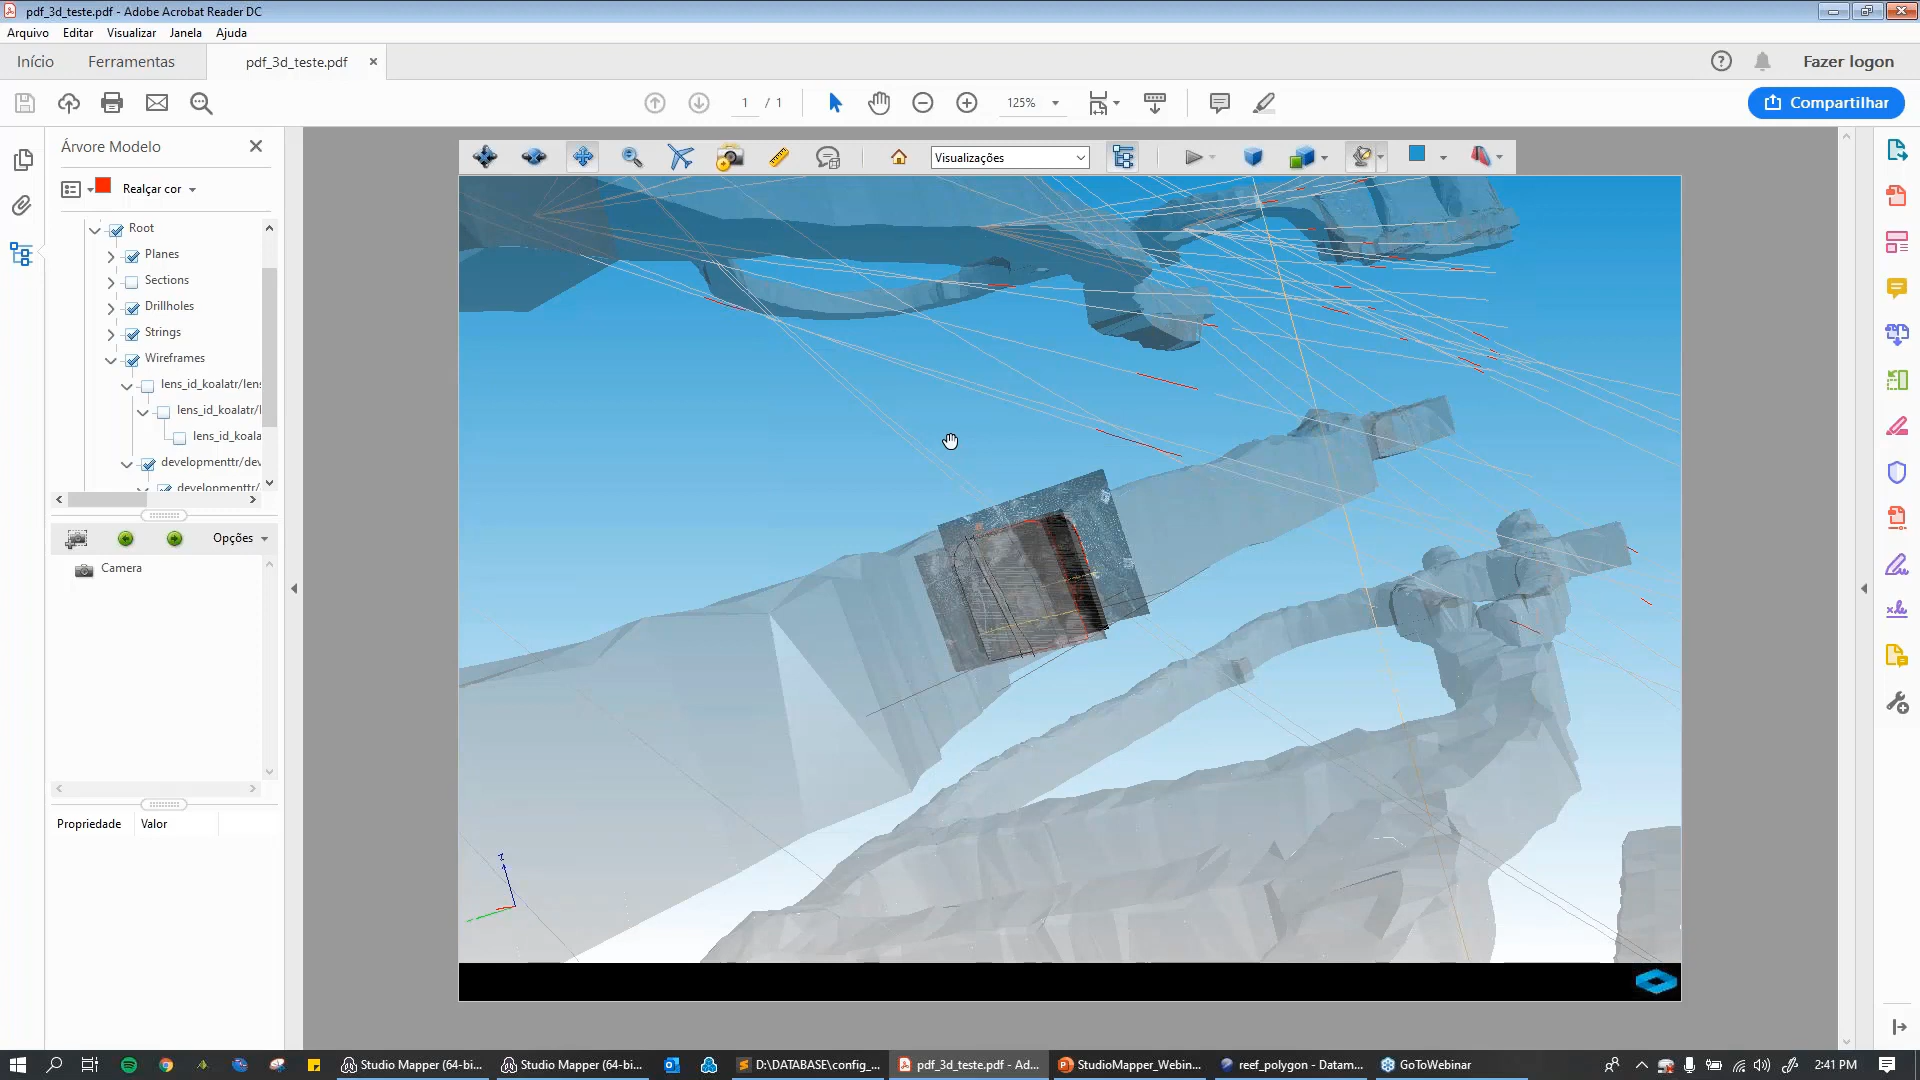 pdf_3d_teste.pdf - Adobe Acrobat Reader DC
Arquivo Editar Visualizar Janela Ajuda
Início Ferramentas pdf_3d_teste.pdf Fazer logon
1 / 1 125% Compartilhar
Árvore Modelo
Visualizações
Realçar cor
Root
Planes
Sections
Drillholes
Strings
Wireframes
lens_id_koalatr/lens
lens_id_koalatr/l
lens_id_koala
developmenttr/dev
developmenttr/
Opções
Camera
Propriedade Valor
Z
Studio Mapper (64-bi... Studio Mapper (64-bi... D:\DATABASE\config_... pdf_3d_teste.pdf - Ad... StudioMapper_Webin... reef_polygon - Datam... GoToWebinar 2:41 PM